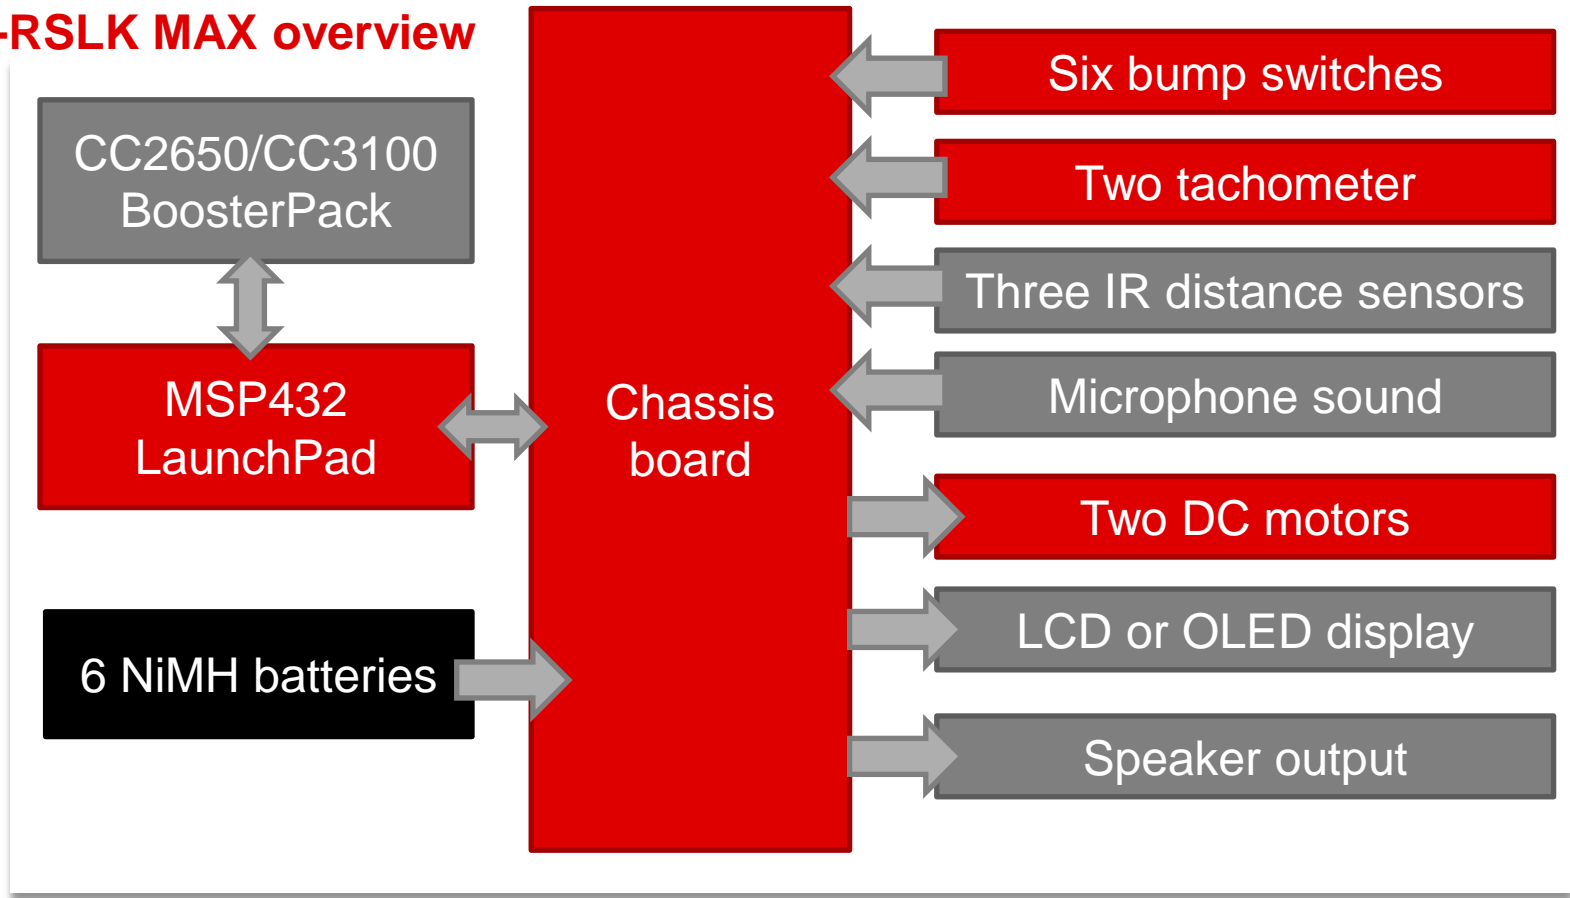 -RSLK MAX overview
CC2650/CC3100
BoosterPack
MSP432
LaunchPad
6 NiMH batteries
Chassis
board
Six bump switches
Two tachometer
Three IR distance sensors
Microphone sound
Two DC motors
LCD or OLED display
Speaker output